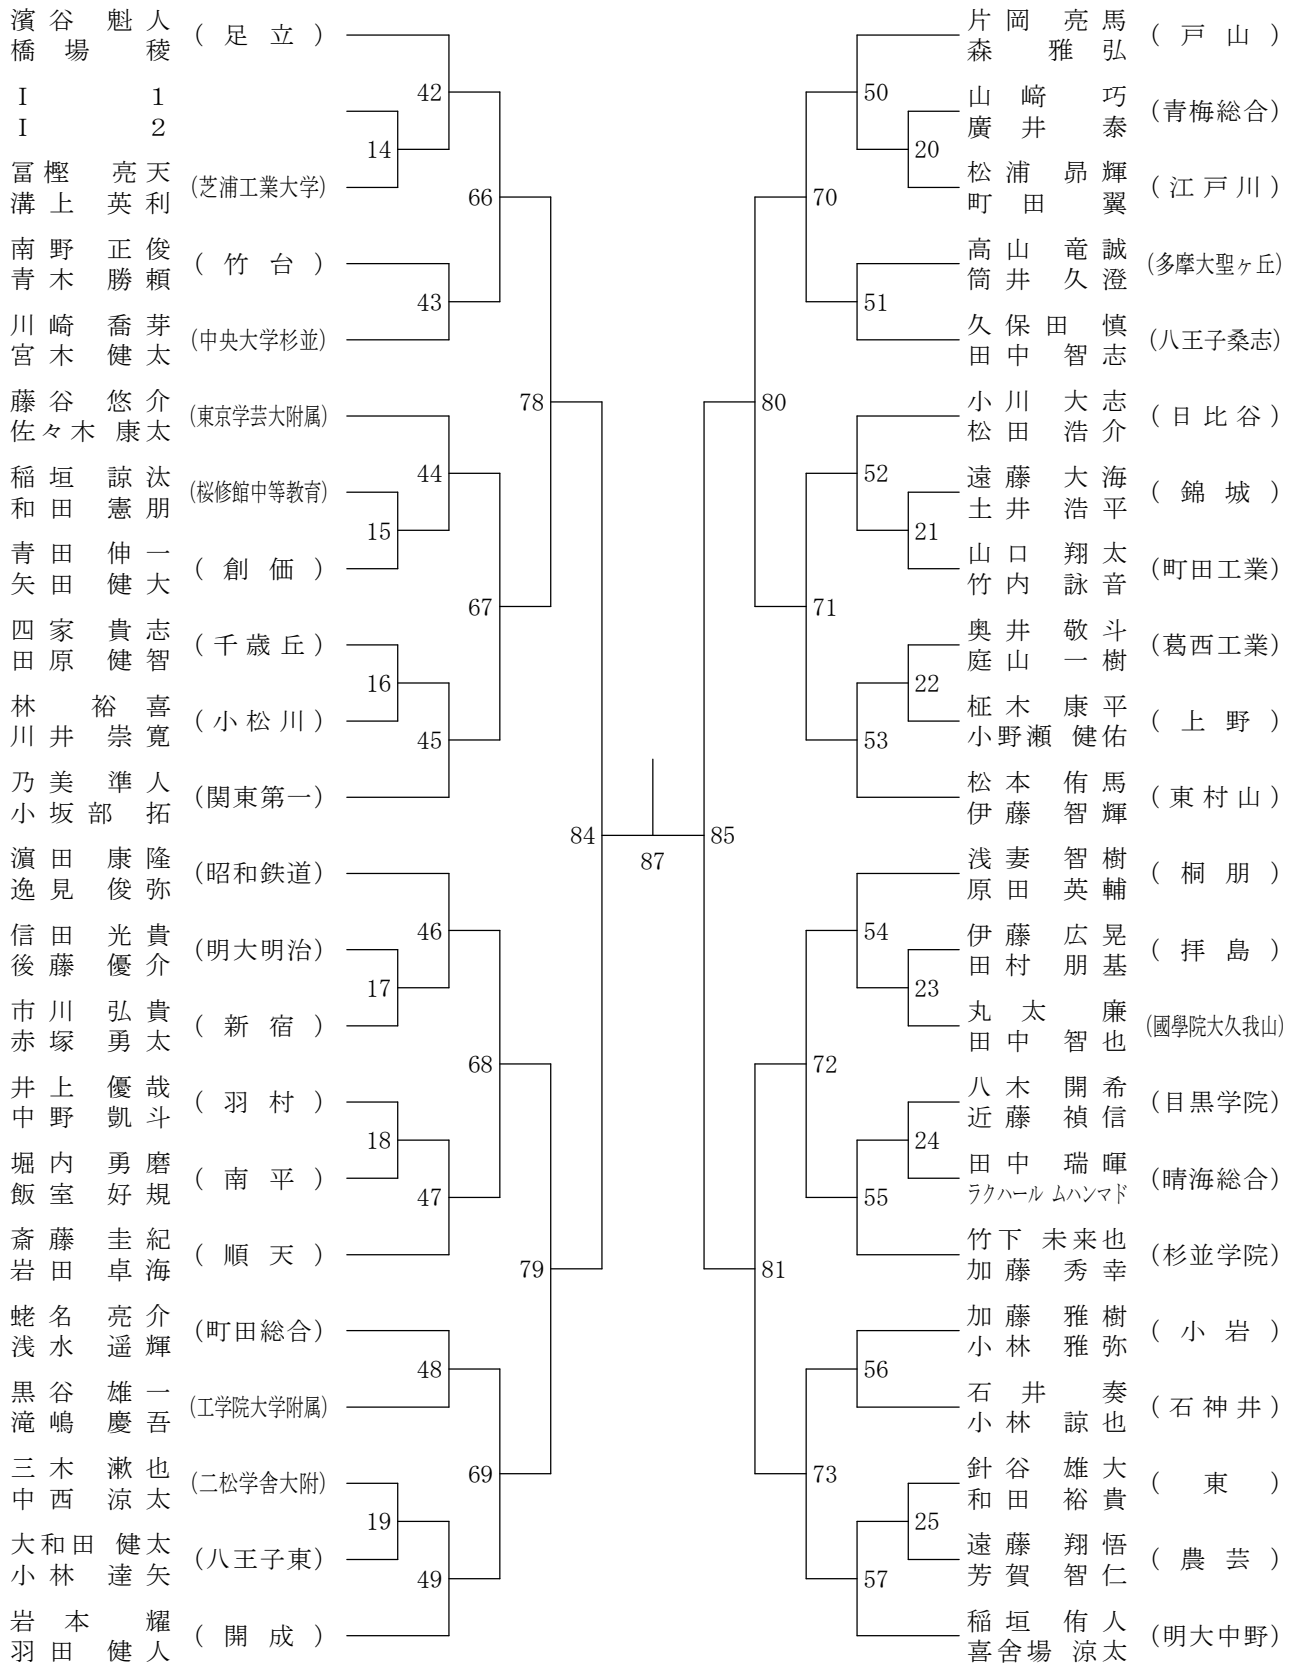 濱谷 魁人
橋場 稜
(足立)
I 1
I 2
冨樫 亮天
溝上 英利
(芝浦工業大学)
南野 正俊
青木 勝頼
(竹台)
川崎 喬芽
宮木 健太
(中央大学杉並)
藤谷 悠介
佐々木 康太
(東京学芸大附属)
稲垣 諒汰
和田 憲朋
(桜修館中等教育)
青田 伸一
矢田 健大
(創価)
四家 貴志
田原 健智
(千歳丘)
林 裕喜
川井 崇寛
(小松川)
乃美 準人
小坂部 拓
(関東第一)
濵田 康隆
逸見 俊弥
(昭和鉄道)
信田 光貴
後藤 優介
(明大明治)
市川 弘貴
赤塚 勇太
(新宿)
井上 優哉
中野 凱斗
(羽村)
堀内 勇磨
飯室 好規
(南平)
斎藤 圭紀
岩田 卓海
(順天)
蛯名 亮介
浅水 遥輝
(町田総合)
黒谷 雄一
滝嶋 慶吾
(工学院大学附属)
三木 漱也
中西 涼太
(二松学舎大附)
大和田 健太
小林 達矢
(八王子東)
岩本 耀
羽田 健人
(開成)
42
14
66
43
78
44
15
67
16
45
84
46
17
68
18
47
79
48
69
19
49
87
85
50
20
70
51
80
52
21
71
22
53
54
23
72
24
55
81
56
73
25
57
片岡 亮馬
森 雅弘
(戸山)
山﨑 巧
廣井 泰
(青梅総合)
松浦 昴輝
町田 翼
(江戸川)
高山 竜誠
筒井 久澄
(多摩大聖ヶ丘)
久保田 慎
田中 智志
(八王子桑志)
小川 大志
松田 浩介
(日比谷)
遠藤 大海
土井 浩平
(錦城)
山口 翔太
竹内 詠音
(町田工業)
奥井 敬斗
庭山 一樹
(葛西工業)
柾木 康平
小野瀬 健佑
(上野)
松本 侑馬
伊藤 智輝
(東村山)
浅妻 智樹
原田 英輔
(桐朋)
伊藤 広晃
田村 朋基
(拝島)
丸太 廉
田中 智也
(國學院大久我山)
八木 開希
近藤 禎信
(目黒学院)
田中 瑞暉
ラクハール ムハンマド
(晴海総合)
竹下 未来也
加藤 秀幸
(杉並学院)
加藤 雅樹
小林 雅弥
(小岩)
石井 奏
小林 諒也
(石神井)
針谷 雄大
和田 裕貴
(東)
遠藤 翔悟
芳賀 智仁
(農芸)
稲垣 侑人
喜舎場 涼太
(明大中野)